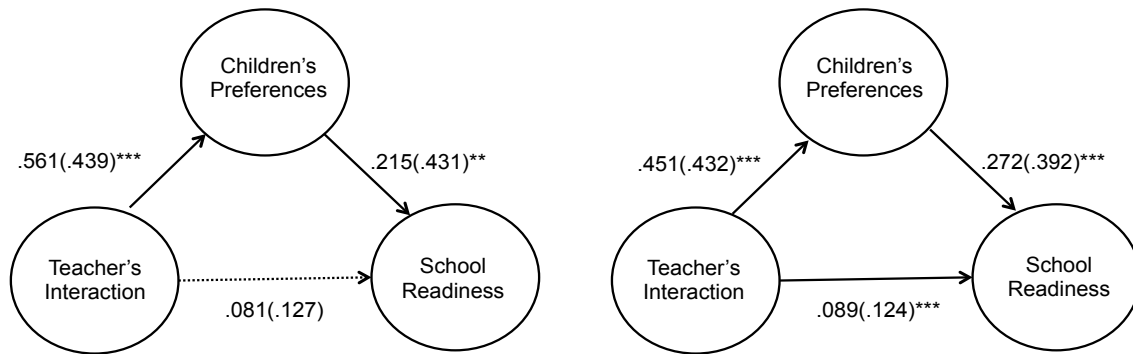 Children’s
Preferences
.561(.439)***
.215(.431)**
Teacher’s
Interaction
School
Readiness
.081(.127)
Children’s
Preferences
.451(.432)***
.272(.392)***
Teacher’s
Interaction
School
Readiness
.089(.124)***